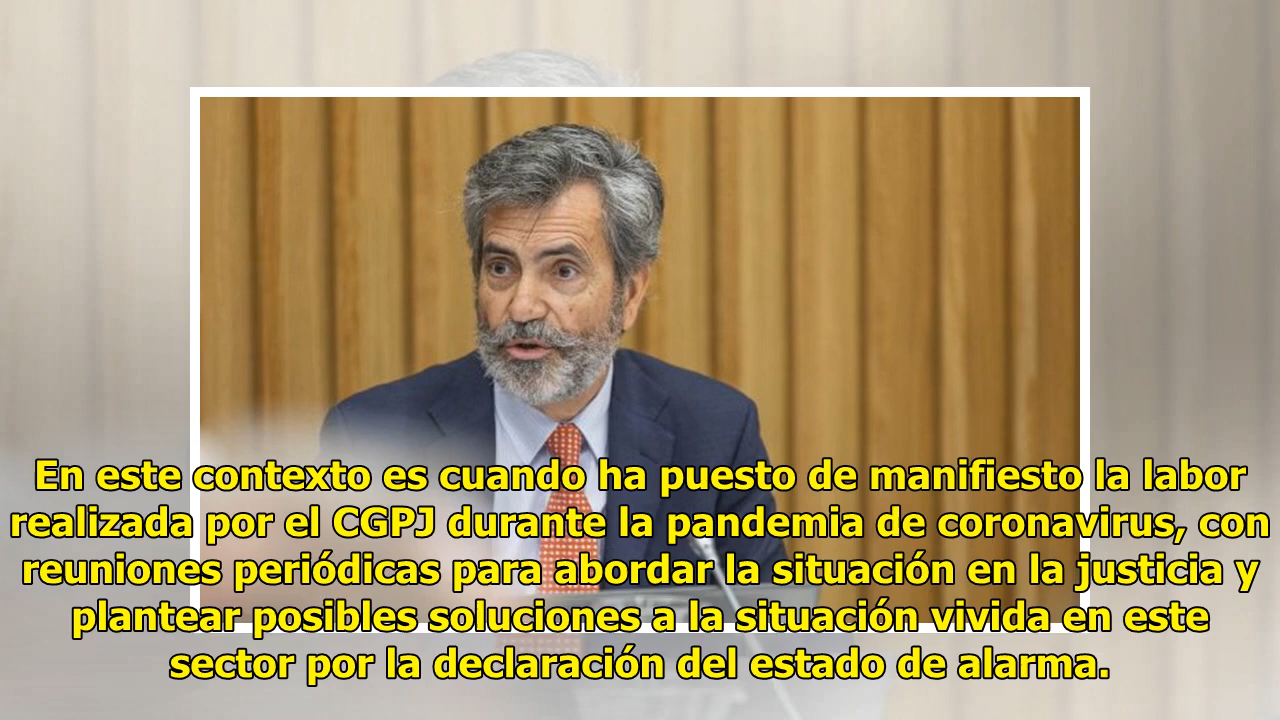 En este contexto es cuando ha puesto de manifiesto la labor
realizada por el CGPJ durante la pandemia de coronavirus, con
reuniones periódicas para abordar la situación en la justicia y
plantear posibles soluciones a la situación vivida en este
sector por la declaración del estado de alarma.